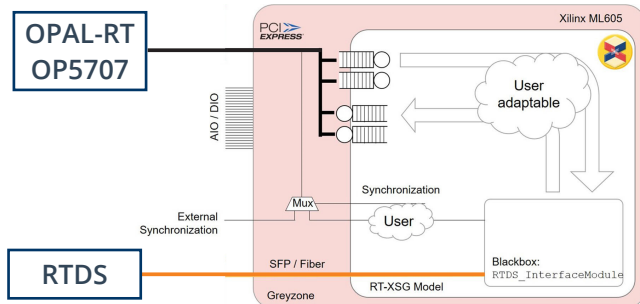 OPAL-RT
OP5707
PCI
EXPRESS
Xilinx ML605
User
adaptable
AIO / DIO
Synchronization
Mux
External
Synchronization
User
Blackbox:
RTDS_InterfaceModule
RTDS
SFP / Fiber
RT-XSG Model
Greyzone